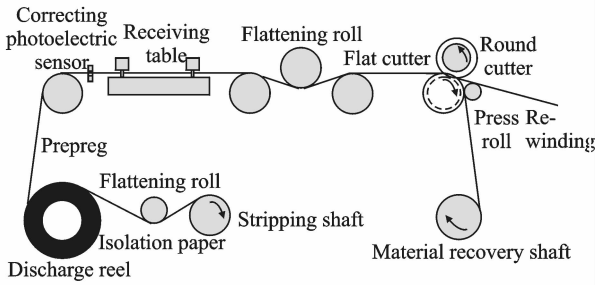 Correcting
photoelectric
sensor
Receiving
table
Flattening roll
Flat cutter
Round
cutter
Press
roll
Re-
winding
Prepreg
Flattening roll
Stripping shaft
Isolation paper
Material recovery shaft
Discharge reel